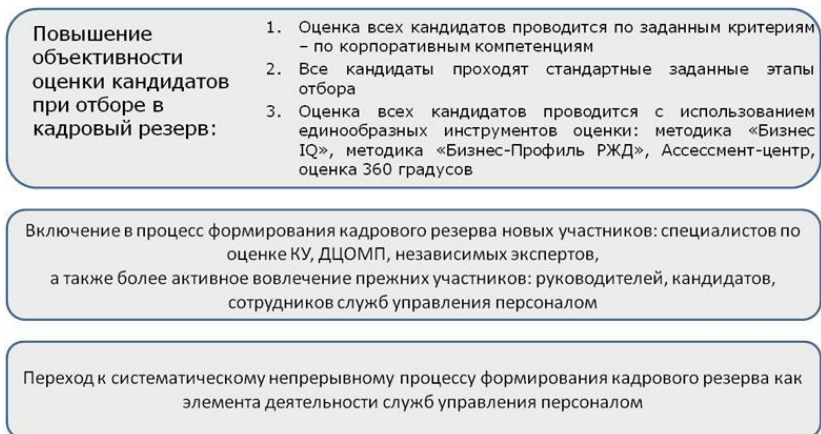 Повышение
объективности
оценки кандидатов
при отборе в
кадровый резерв:
1. Оценка всех кандидатов проводится по заданным критериям
– по корпоративным компетенциям
2. Все кандидаты проходят стандартные заданные этапы
отбора
3. Оценка всех кандидатов проводится с использованием
единообразных инструментов оценки: методика «Бизнес
IQ», методика «Бизнес-Профиль РЖД», Ассессмент-центр,
оценка 360 градусов
Включение в процесс формирования кадрового резерва новых участников: специалистов по
оценке КУ, ДЦОМП, независимых экспертов,
а также более активное вовлечение прежних участников: руководителей, кандидатов,
сотрудников служб управления персоналом
Переход к систематическому непрерывному процессу формирования кадрового резерва как
элемента деятельности служб управления персоналом